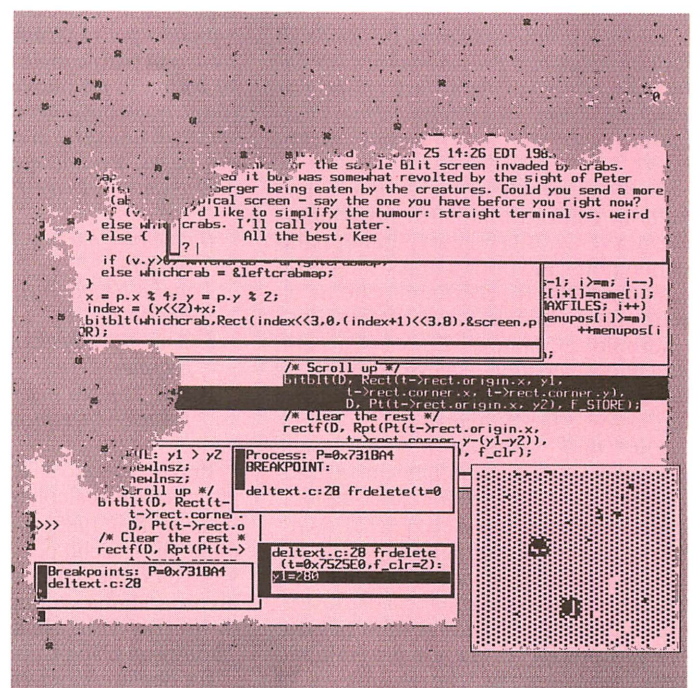 25 14:26 EDT 198
for the sample Blit screen invaded by crabs.
ed it but was somewhat revolted by the sight of Peter
berger being eaten by the creatures. Could you send a more
pical screen - say the one you have before you right now?
if (v. I'd like to simplify the humour: straight terminal vs. weird
else whic crabs. I'll call you later.
} else { All the best, Kee
? |
if (v.y>0)
else whichcrab = &leftcrabmap;
}
x = p.x % 4; y = p.y % 2;
index = (y<<2)+x;
bitblt(whichcrab,Rect(index<<3,0,(index+1)<<3,8),&screen,p
OR);
-1; i>=m; i--)
[i+1]=name[i];
AXFILES; i++)
enupos[i]>=m)
++menupos[i
;
/* Scroll up */
bitblt(D, Rect(t->rect.origin.x, y1,
t->rect.corner.x, t->rect.corner.y),
D, Pt(t->rect.origin.x, y2), F_STORE);
/* Clear the rest */
rectf(D, Rpt(Pt(t->rect.origin.x,
t->rect.corner.y-(y1-y2)),
), f_clr);
: y1 > y2
newlnsz;
newlnsz;
Scroll up */
bitblt(D, Rect(t-
t->rect.corner.
>>> D, Pt(t->rect.o
/* Clear the rest *
rectf(D, Rpt(Pt(t->
Process: P=0x731BA4
BREAKPOINT:
deltext.c:28 frdelete(t=0
deltext.c:28 frdelete
(t=0x7525E0,f_clr=2):
y1=280
Breakpoints: P=0x731BA4
deltext.c:28